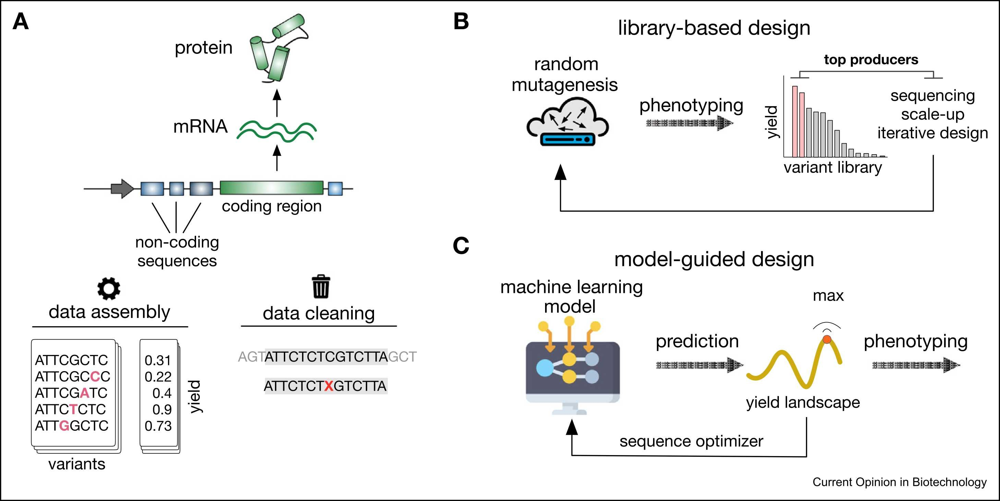 A
protein
mRNA
coding region
non-coding
sequences
data assembly
ATTCGCTC
ATTCGCCC
ATTCGATC
ATTCTCTC
ATTGGCTC
variants
0.31
0.22
0.4
0.9
0.73
yield
data cleaning
AGTATTCTCTCGTCTTAGCT
ATTCTCTXGTCTTA
B
library-based design
random
mutagenesis
phenotyping
yield
variant library
top producers
sequencing
scale-up
iterative design
C
model-guided design
machine learning
model
prediction
max
yield landscape
phenotyping
sequence optimizer
Current Opinion in Biotechnology